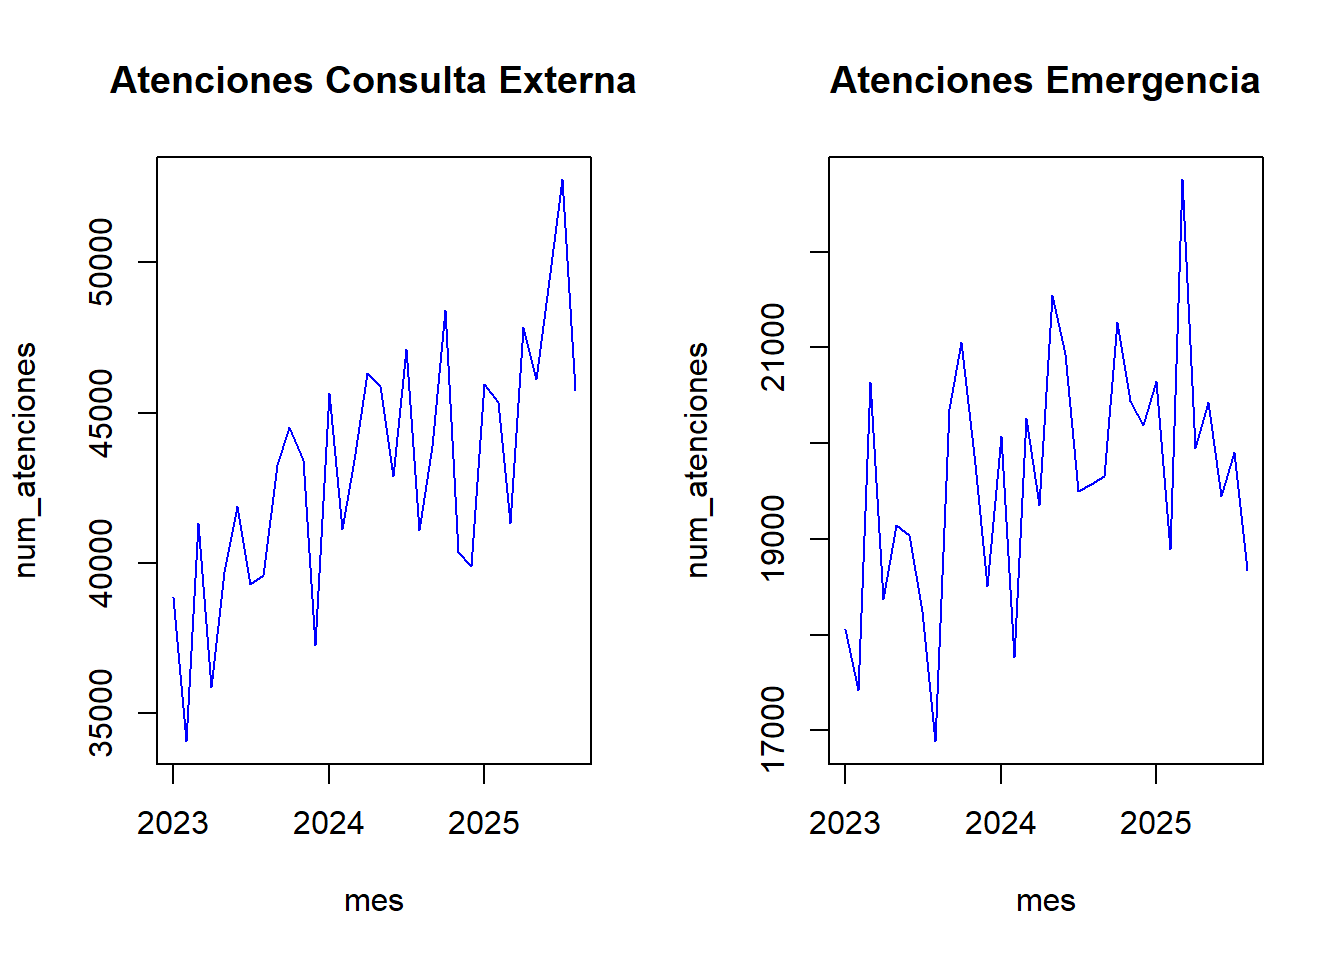 Atenciones Consulta Externa
num_atenciones
50000
45000
40000
35000
2023 2024 2025
mes
Atenciones Emergencia
num_atenciones
21000
19000
17000
2023 2024 2025
mes